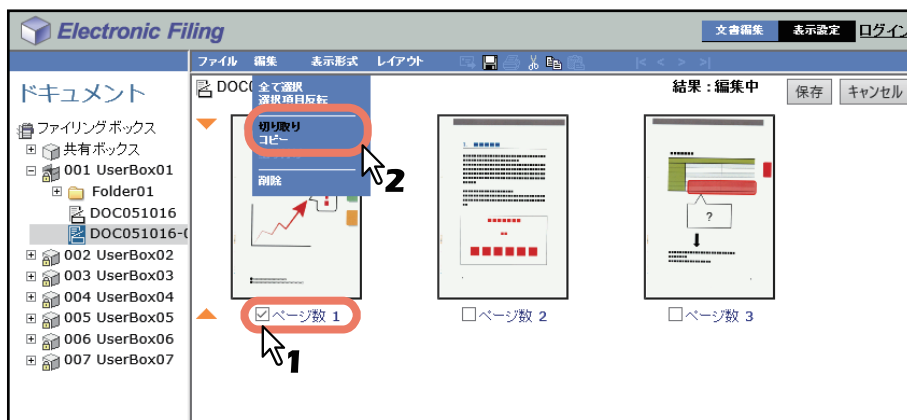 Electronic Filing
文書編集 表示設定 ログイン
ファイル 編集 表示形式 レイアウト
|< < > >|
ドキュメント
ファイリングボックス
共有ボックス
001 UserBox01
Folder01
DOC051016
DOC051016-0
002 UserBox02
003 UserBox03
004 UserBox04
005 UserBox05
006 UserBox06
007 UserBox07
結果:編集中
保存 キャンセル
全て選択
選択項目反転
切り取り
コピー
削除
2
?
ページ数 1
ページ数 2
ページ数 3
1